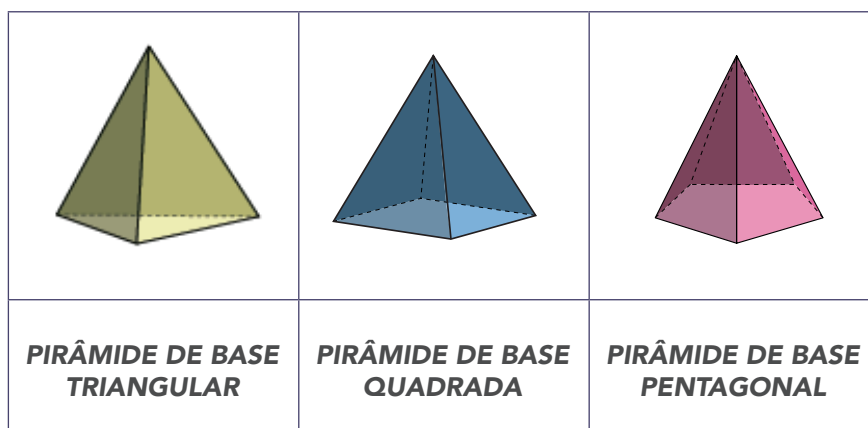 PIRÂMIDE DE BASE
TRIANGULAR
PIRÂMIDE DE BASE
QUADRADA
PIRÂMIDE DE BASE
PENTAGONAL